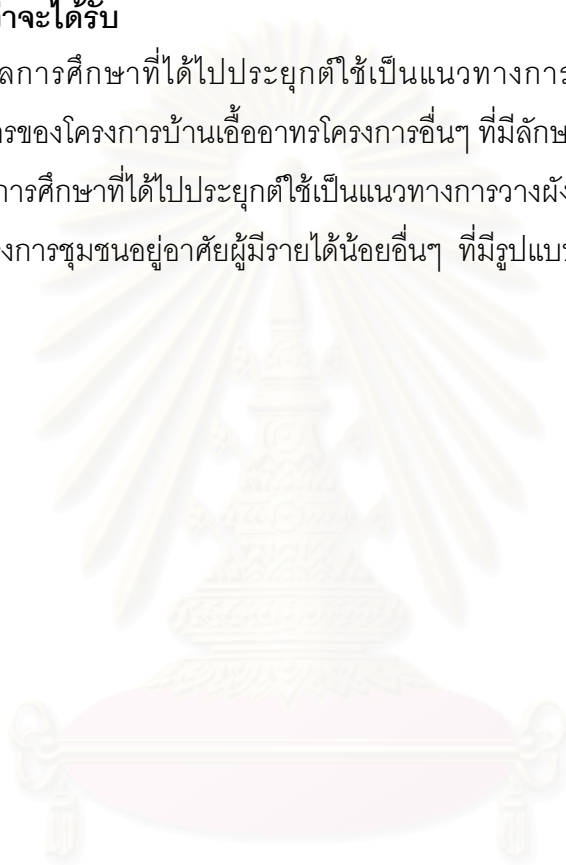 ว่าจะได้รับ
ลการศึกษาที่ได้ไปประยุกต์ใช้เป็นแนวทางการ
ารของโครงการบ้านเอื้ออาทรโครงการอื่นๆ ที่มีลักษ
การศึกษาที่ได้ไปประยุกต์ใช้เป็นแนวทางการวางผัง
งการชุมชนอยู่อาศัยผู้มีรายได้น้อยอื่นๆ ที่มีรูปแบบ